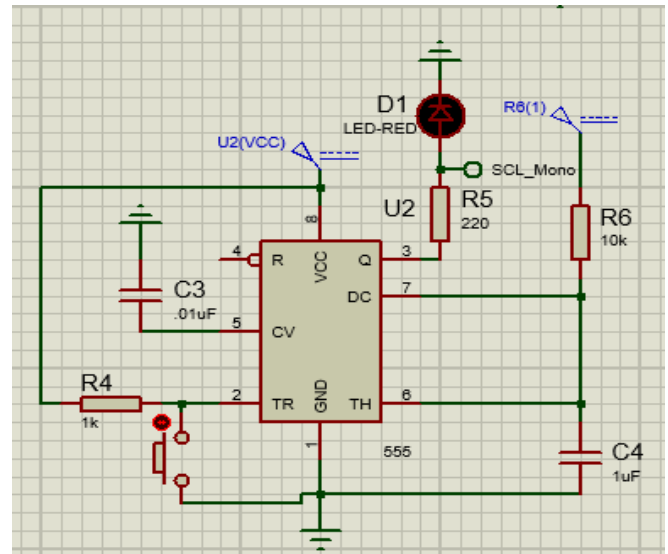 D1
LED-RED
R6(1)
U2(VCC)
SCL_Mono
U2
R5
220
R6
10k
8
4
R
VCC
Q
3
DC
7
C3
.01uF
5
CV
R4
1k
2
TR
GND
TH
6
1
555
C4
1uF